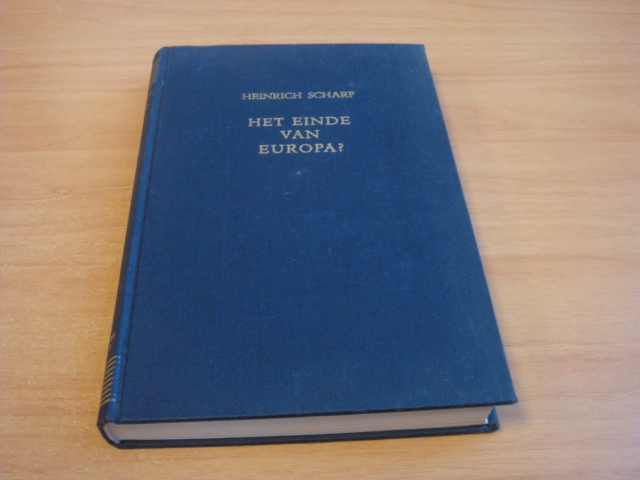 HEINRICH SCHARP
HET EINDE
VAN
EUROPA?